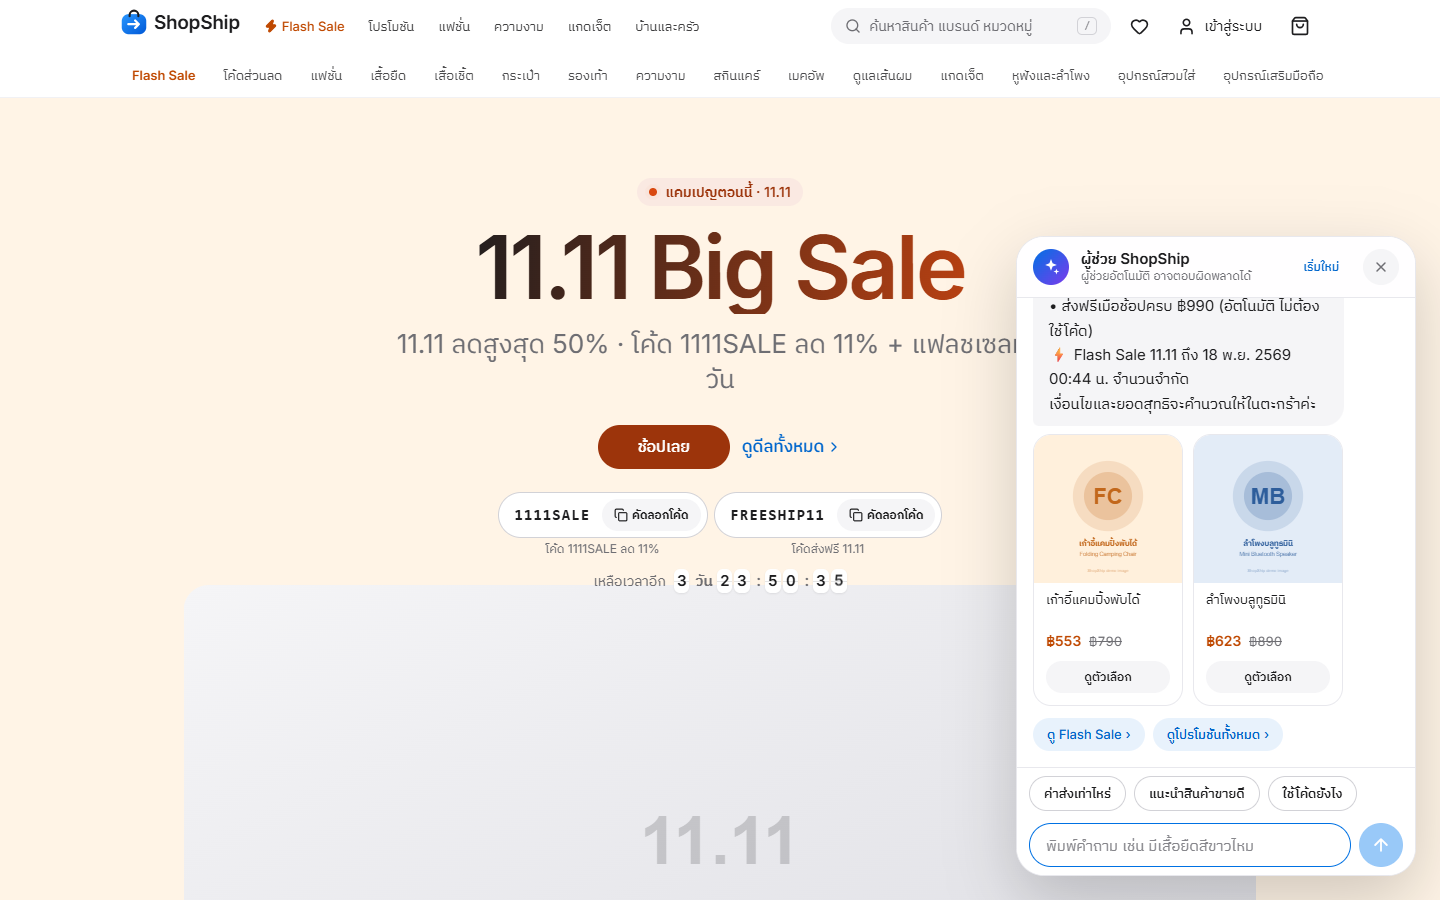 ShopShip
Flash Sale
โปรโมชัน
แฟชั่น
ความงาม
แกดเจ็ต
บ้านและครัว
ค้นหาสินค้า แบรนด์ หมวดหมู่
/
เข้าสู่ระบบ
Flash Sale
โค้ดส่วนลด
แฟชั่น
เสื้อยืด
เสื้อเชิ้ต
กระเป๋า
รองเท้า
ความงาม
สกินแคร์
เมคอัพ
ดูแลเส้นผม
แกดเจ็ต
หูฟังและลำโพง
อุปกรณ์สวมใส่
อุปกรณ์เสริมมือถือ
แคมเปญตอนนี้ · 11.11
11.11 Big Sale
11.11 ลดสูงสุด 50% · โค้ด 1111SALE ลด 11% + แฟลชเซล
วัน
ช้อปเลย
ดูดีลทั้งหมด ›
1111SALE
คัดลอกโค้ด
FREESHIP11
คัดลอกโค้ด
โค้ด 1111SALE ลด 11%
โค้ดส่งฟรี 11.11
เหลือเวลาอีก 3 วัน 23 : 50 : 35
11.11
ผู้ช่วย ShopShip
ผู้ช่วยอัตโนมัติ อาจตอบผิดพลาดได้
เริ่มใหม่
• ส่งฟรีเมื่อช้อปครบ ฿990 (อัตโนมัติ ไม่ต้อง
ใช้โค้ด)
Flash Sale 11.11 ถึง 18 พ.ย. 2569
00:44 น. จำนวนจำกัด
เงื่อนไขและยอดสุทธิจะคำนวณให้ในตะกร้าค่ะ
FC
เก้าอี้แคมปิ้งพับได้
Folding Camping Chair
ShopShip demo image
เก้าอี้แคมปิ้งพับได้
฿553 ฿790
ดูตัวเลือก
MB
ลำโพงบลูทูธมินิ
Mini Bluetooth Speaker
ShopShip demo image
ลำโพงบลูทูธมินิ
฿623 ฿890
ดูตัวเลือก
ดู Flash Sale ›
ดูโปรโมชันทั้งหมด ›
ค่าส่งเท่าไหร่
แนะนำสินค้าขายดี
ใช้โค้ดยังไง
พิมพ์คำถาม เช่น มีเสื้อยืดสีขาวไหม